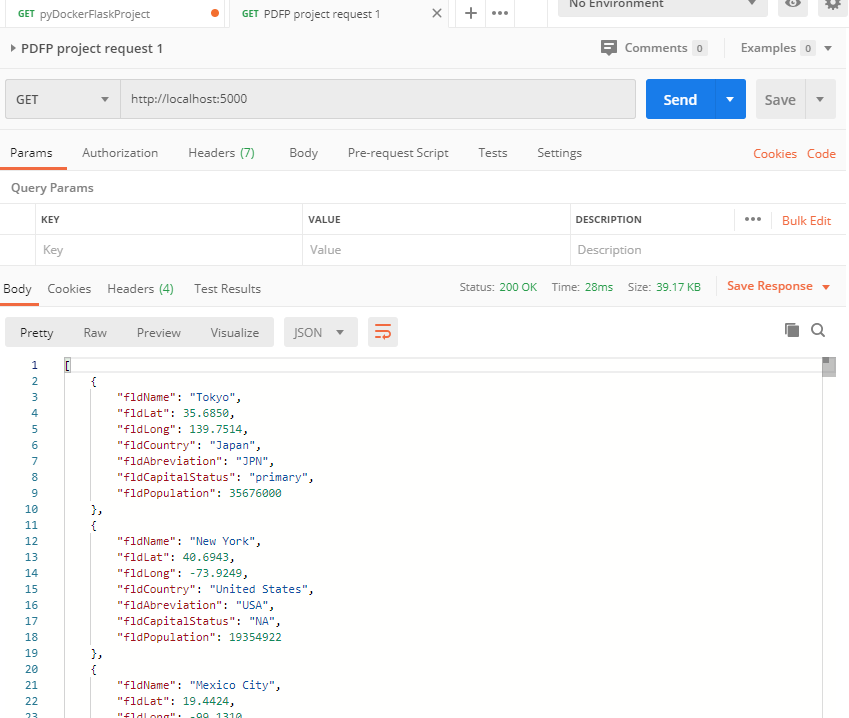 GET pyDockerFlaskProject GET PDFP project request 1 No Environment
PDFP project request 1 Comments 0 Examples 0
GET http://localhost:5000 Send Save
Params Authorization Headers (7) Body Pre-request Script Tests Settings Cookies Code
Query Params
KEY VALUE DESCRIPTION Bulk Edit
Key Value Description
Body Cookies Headers (4) Test Results Status: 200 OK Time: 28ms Size: 39.17 KB Save Response
Pretty Raw Preview Visualize JSON
1 [
2 {
3 "fldName": "Tokyo",
4 "fldLat": 35.6850,
5 "fldLong": 139.7514,
6 "fldCountry": "Japan",
7 "fldAbreviation": "JPN",
8 "fldCapitalStatus": "primary",
9 "fldPopulation": 35676000
10 },
11 {
12 "fldName": "New York",
13 "fldLat": 40.6943,
14 "fldLong": -73.9249,
15 "fldCountry": "United States",
16 "fldAbreviation": "USA",
17 "fldCapitalStatus": "NA",
18 "fldPopulation": 19354922
19 },
20 {
21 "fldName": "Mexico City",
22 "fldLat": 19.4424,
23 "fldLong": -99.1310